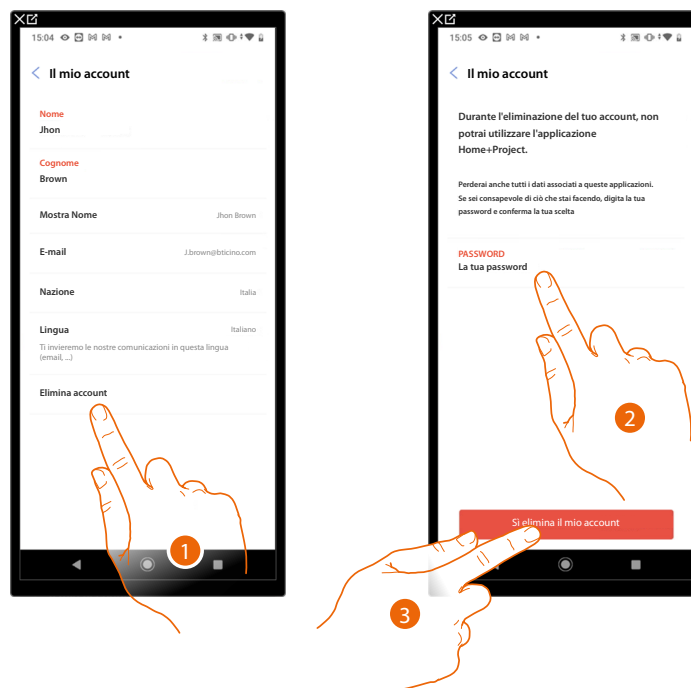 15:04
Il mio account
Nome
Jhon
Cognome
Brown
Mostra Nome
Jhon Brown
E-mail
J.brown@bticino.com
Nazione
Italia
Lingua
Italiano
Ti invieremo le nostre comunicazioni in questa lingua
(email, ...)
Elimina account
1
15:05
Il mio account
Durante l'eliminazione del tuo account, non
potrai utilizzare l'applicazione
Home+Project.
Perderai anche tutti i dati associati a queste applicazioni.
Se sei consapevole di ciò che stai facendo, digita la tua
password e conferma la tua scelta
PASSWORD
La tua password
2
Si elimina il mio account
3